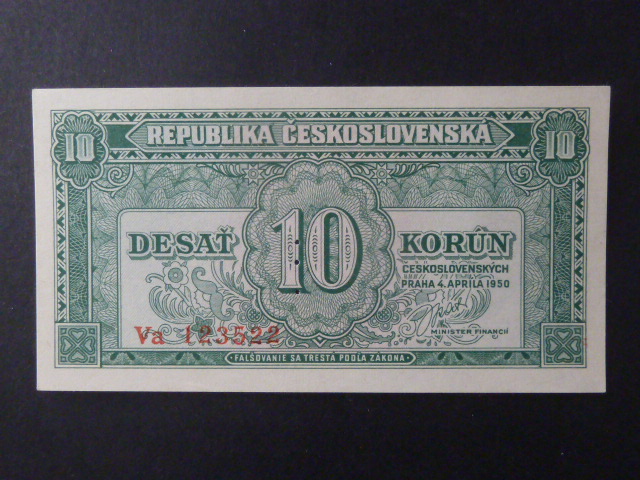 REPUBLIKA ČESKOSLOVENSKÁ
10 10
DESAŤ 10 KORÚN
ČESKOSLOVENSKÝCH
PRAHA 4. APRÍLA 1950
MINISTER FINANCIÍ
Va 123522
FALŠOVANIE SA TRESTÁ PODĽA ZÁKONA